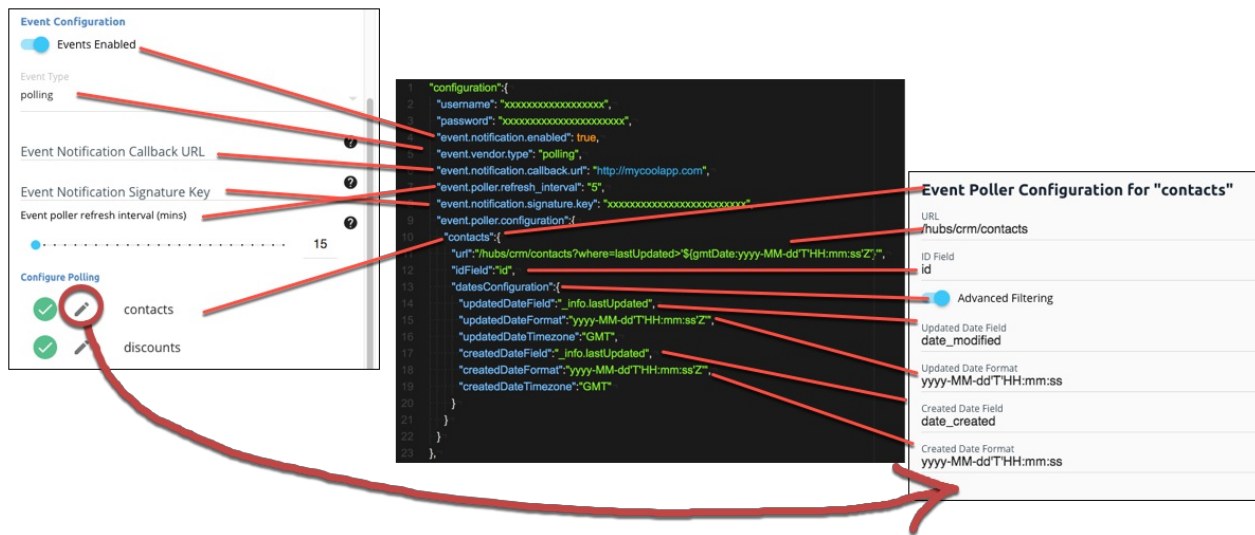 Event Configuration
Events Enabled
Event Type
polling
Event Notification Callback URL
?
Event Notification Signature Key
?
Event poller refresh interval (mins)
?
15
Configure Polling
contacts
discounts
1 "configuration":{
2 "username": "xxxxxxxxxxxxxxxxxx",
3 "password": "xxxxxxxxxxxxxxxxxxxxx",
4 "event.notification.enabled": true,
5 "event.vendor.type": "polling",
6 "event.notification.callback.url": "http://mycoolapp.com",
7 "event.poller.refresh_interval": "5",
8 "event.notification.signature.key": "xxxxxxxxxxxxxxxxxxxxxxxx",
9 "event.poller.configuration":{
10 "contacts":{
11 "url":"/hubs/crm/contacts?where=lastUpdated>'${gmtDate:yyyy-MM-dd'T'HH:mm:ss'Z'}'",
12 "idField":"id",
13 "datesConfiguration":{
14 "updatedDateField":"_info.lastUpdated",
15 "updatedDateFormat":"yyyy-MM-dd'T'HH:mm:ss'Z'",
16 "updatedDateTimezone":"GMT",
17 "createdDateField":"_info.lastUpdated",
18 "createdDateFormat":"yyyy-MM-dd'T'HH:mm:ss'Z'",
19 "createdDateTimezone":"GMT"
20 }
21 }
22 }
23 },
Event Poller Configuration for "contacts"
URL
/hubs/crm/contacts
ID Field
id
Advanced Filtering
Updated Date Field
date_modified
Updated Date Format
yyyy-MM-dd'T'HH:mm:ss
Created Date Field
date_created
Created Date Format
yyyy-MM-dd'T'HH:mm:ss